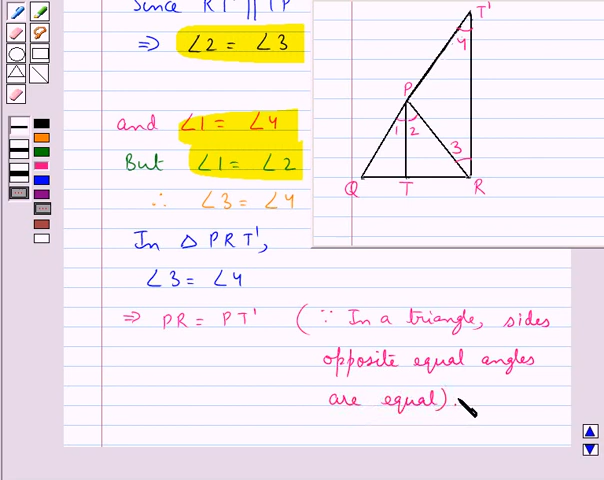 Since RT' || TP
⇒ ∠2 = ∠3
and ∠1 = ∠4
But ∠1 = ∠2
∴ ∠3 = ∠4
In △ PRT',
∠3 = ∠4
⇒ PR = PT' (∵ In a triangle, sides
opposite equal angles
are equal).
T'
4
P
1 2
3
Q T R